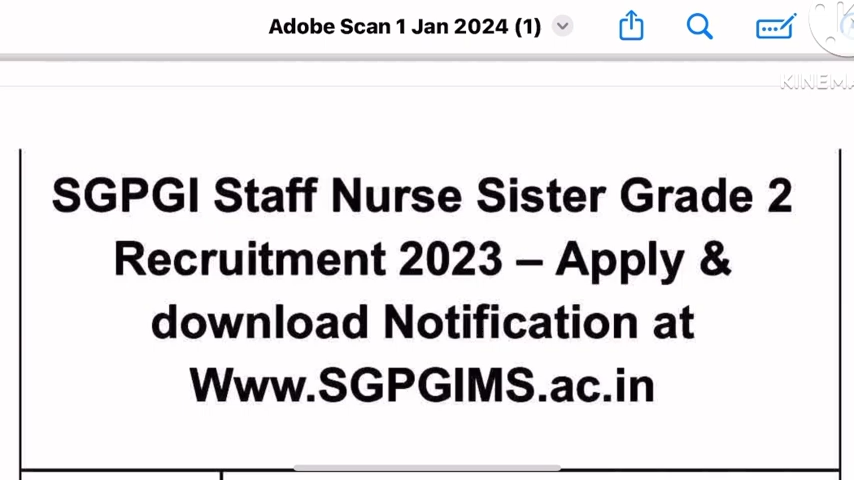 Adobe Scan 1 Jan 2024 (1)
SGPGI Staff Nurse Sister Grade 2
Recruitment 2023 – Apply &
download Notification at
Www.SGPGIMS.ac.in